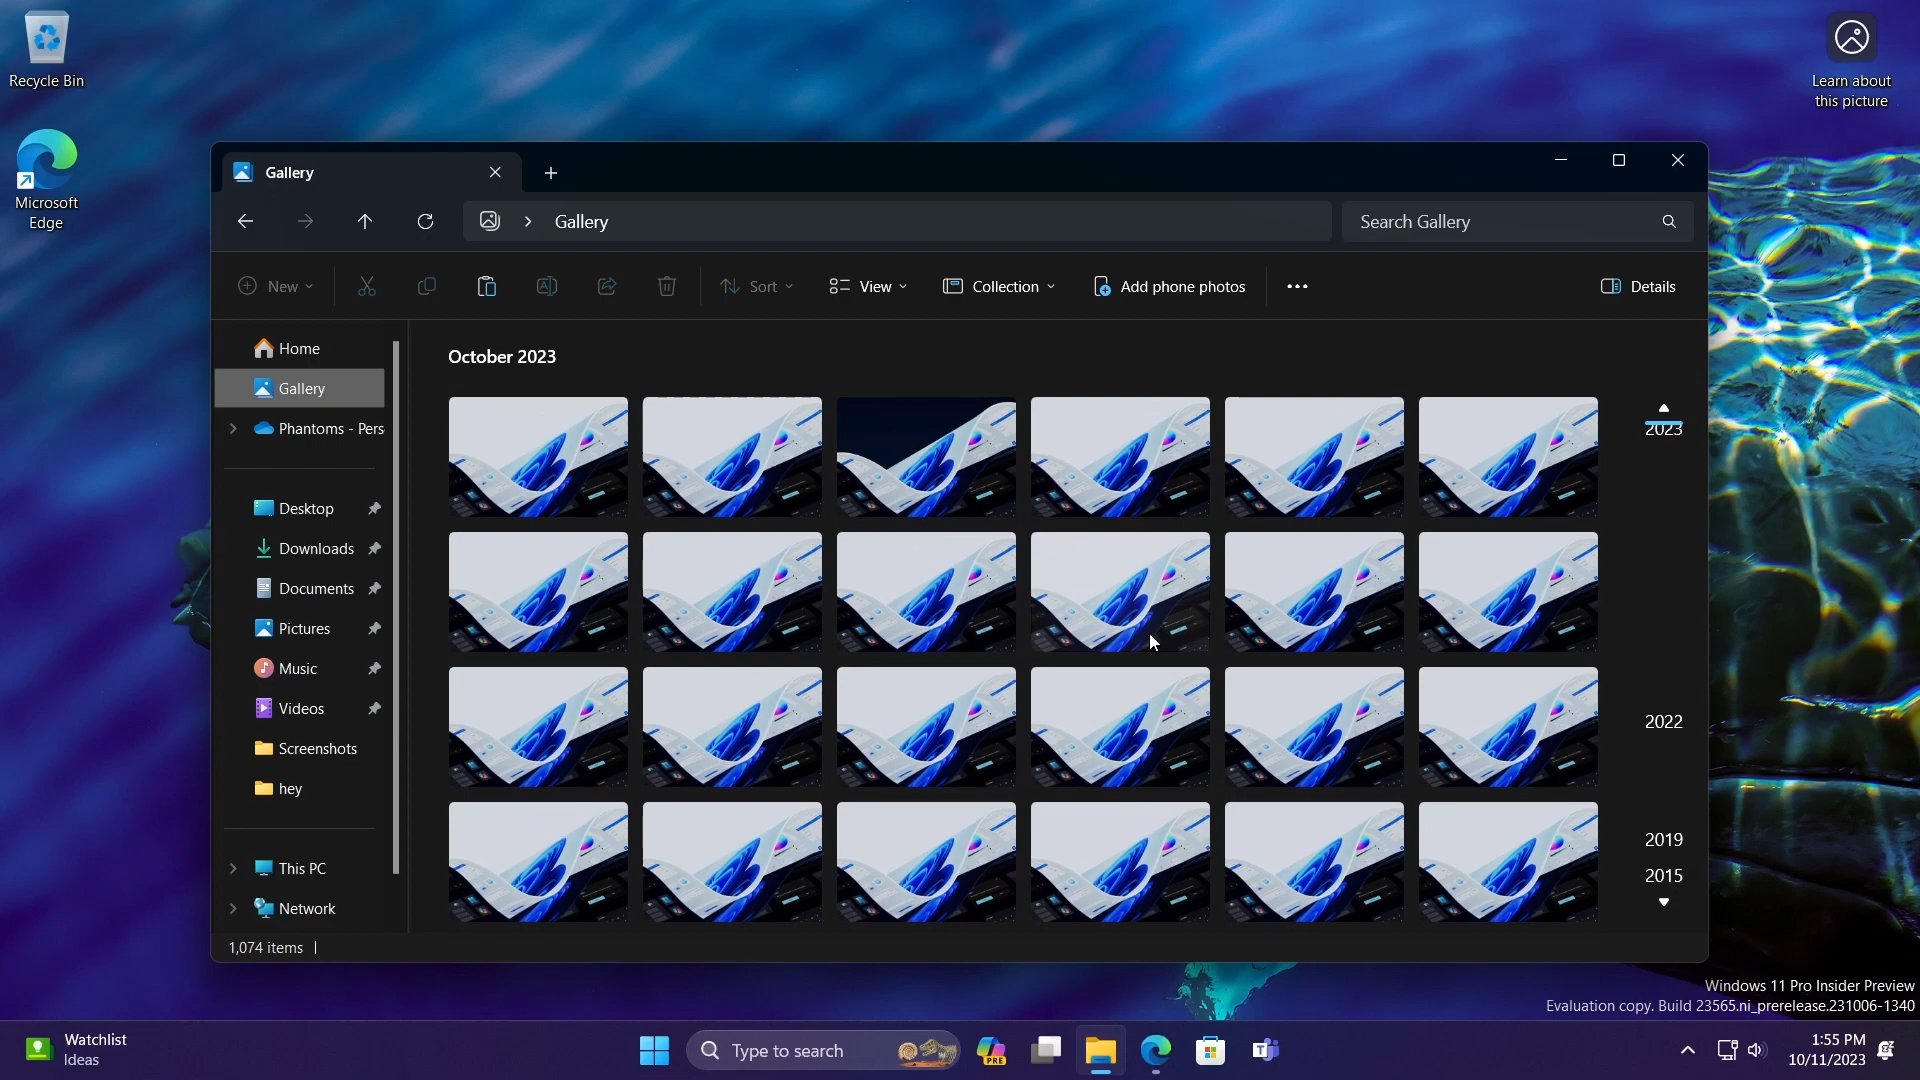 Recycle Bin
Microsoft
Edge
Learn about
this picture
Gallery
Gallery
Search Gallery
New
Sort
View
Collection
Add phone photos
Details
Home
Gallery
Phantoms - Pers
Desktop
Downloads
Documents
Pictures
Music
Videos
Screenshots
hey
This PC
Network
October 2023
2023
2022
2019
2015
1,074 items
Windows 11 Pro Insider Preview
Evaluation copy. Build 23565.ni_prerelease.231006-1340
Watchlist
Ideas
Type to search
PRE
1:55 PM
10/11/2023